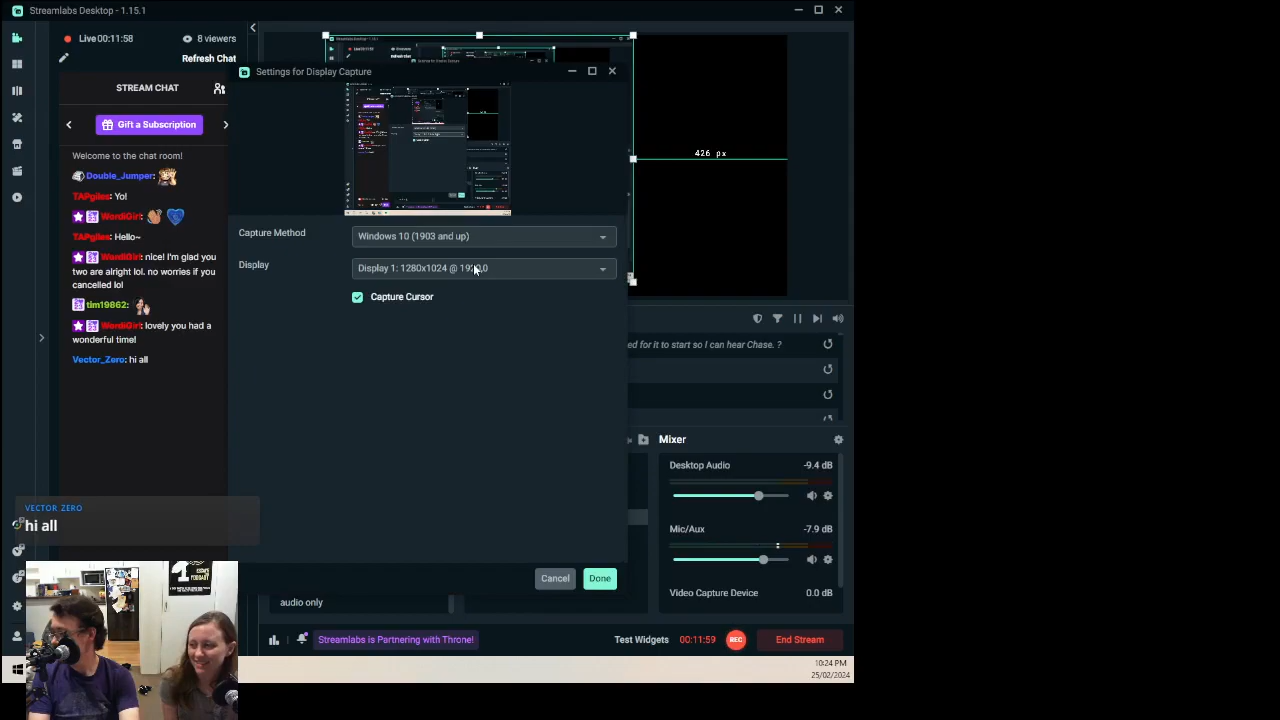 Streamlabs Desktop - 1.15.1
Live 00:11:58
8 viewers
Refresh Chat
STREAM CHAT
Gift a Subscription
Welcome to the chat room!
Double_Jumper:
TAPgiles: Yo!
WordiGirl:
TAPgiles: Hello~
WordiGirl: nice! I'm glad you
two are alright lol. no worries if you
cancelled lol
tim19862:
WordiGirl: lovely you had a
wonderful time!
Vector_Zero: hi all
Settings for Display Capture
Capture Method
Windows 10 (1903 and up)
Display
Display 1: 1280x1024 @ 1920,0
Capture Cursor
Cancel
Done
426 px
ed for it to start so I can hear Chase. ?
Mixer
Desktop Audio
-9.4 dB
Mic/Aux
-7.9 dB
Video Capture Device
0.0 dB
audio only
VECTOR ZERO
hi all
Streamlabs is Partnering with Throne!
Test Widgets
00:11:59
REC
End Stream
10:24 PM
25/02/2024